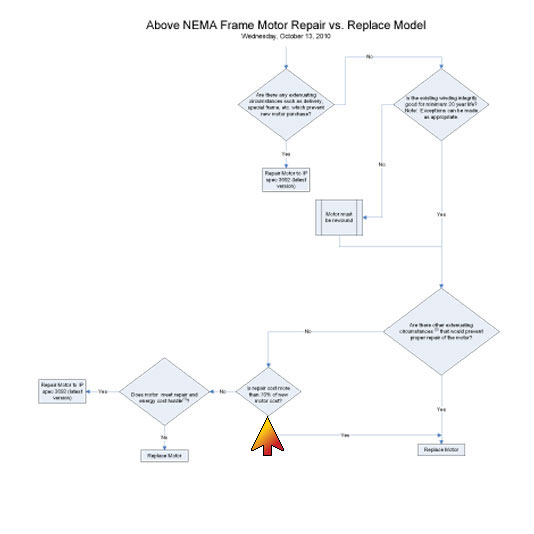 Above NEMA Frame Motor Repair vs. Replace Model
Wednesday, October 13, 2010
No
Are there any extenuating
circumstances such as delivery,
special frame, etc. which prevent
new motor purchase?
Is the existing winding integrity
good for minimum 20 year life?
Note: Exceptions can be made
as appropriate.
Yes
No
Repair Motor to IP
spec (latest
version)
Motor must
be rewound
Yes
Are there other extenuating
circumstances that would prevent
proper repair of the motor?
No
Is repair cost more
than 70% of new
motor cost?
Repair Motor to IP
spec (latest
version)
Yes
Does motor meet repair and
energy cost hurdle ?
No
Yes
No
Yes
Replace Motor
Replace Motor